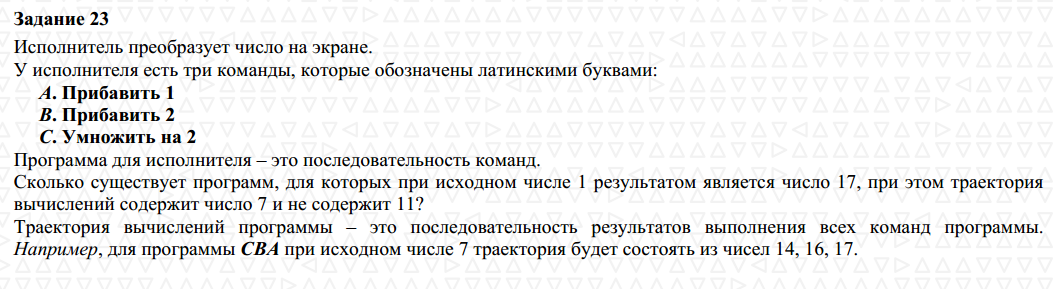 Задание 23
Исполнитель преобразует число на экране.
У исполнителя есть три команды, которые обозначены латинскими буквами:
A. Прибавить 1
B. Прибавить 2
C. Умножить на 2
Программа для исполнителя – это последовательность команд.
Сколько существует программ, для которых при исходном числе 1 результатом является число 17, при этом траектория
вычислений содержит число 7 и не содержит 11?
Траектория вычислений программы – это последовательность результатов выполнения всех команд программы.
Например, для программы CBA при исходном числе 7 траектория будет состоять из чисел 14, 16, 17.